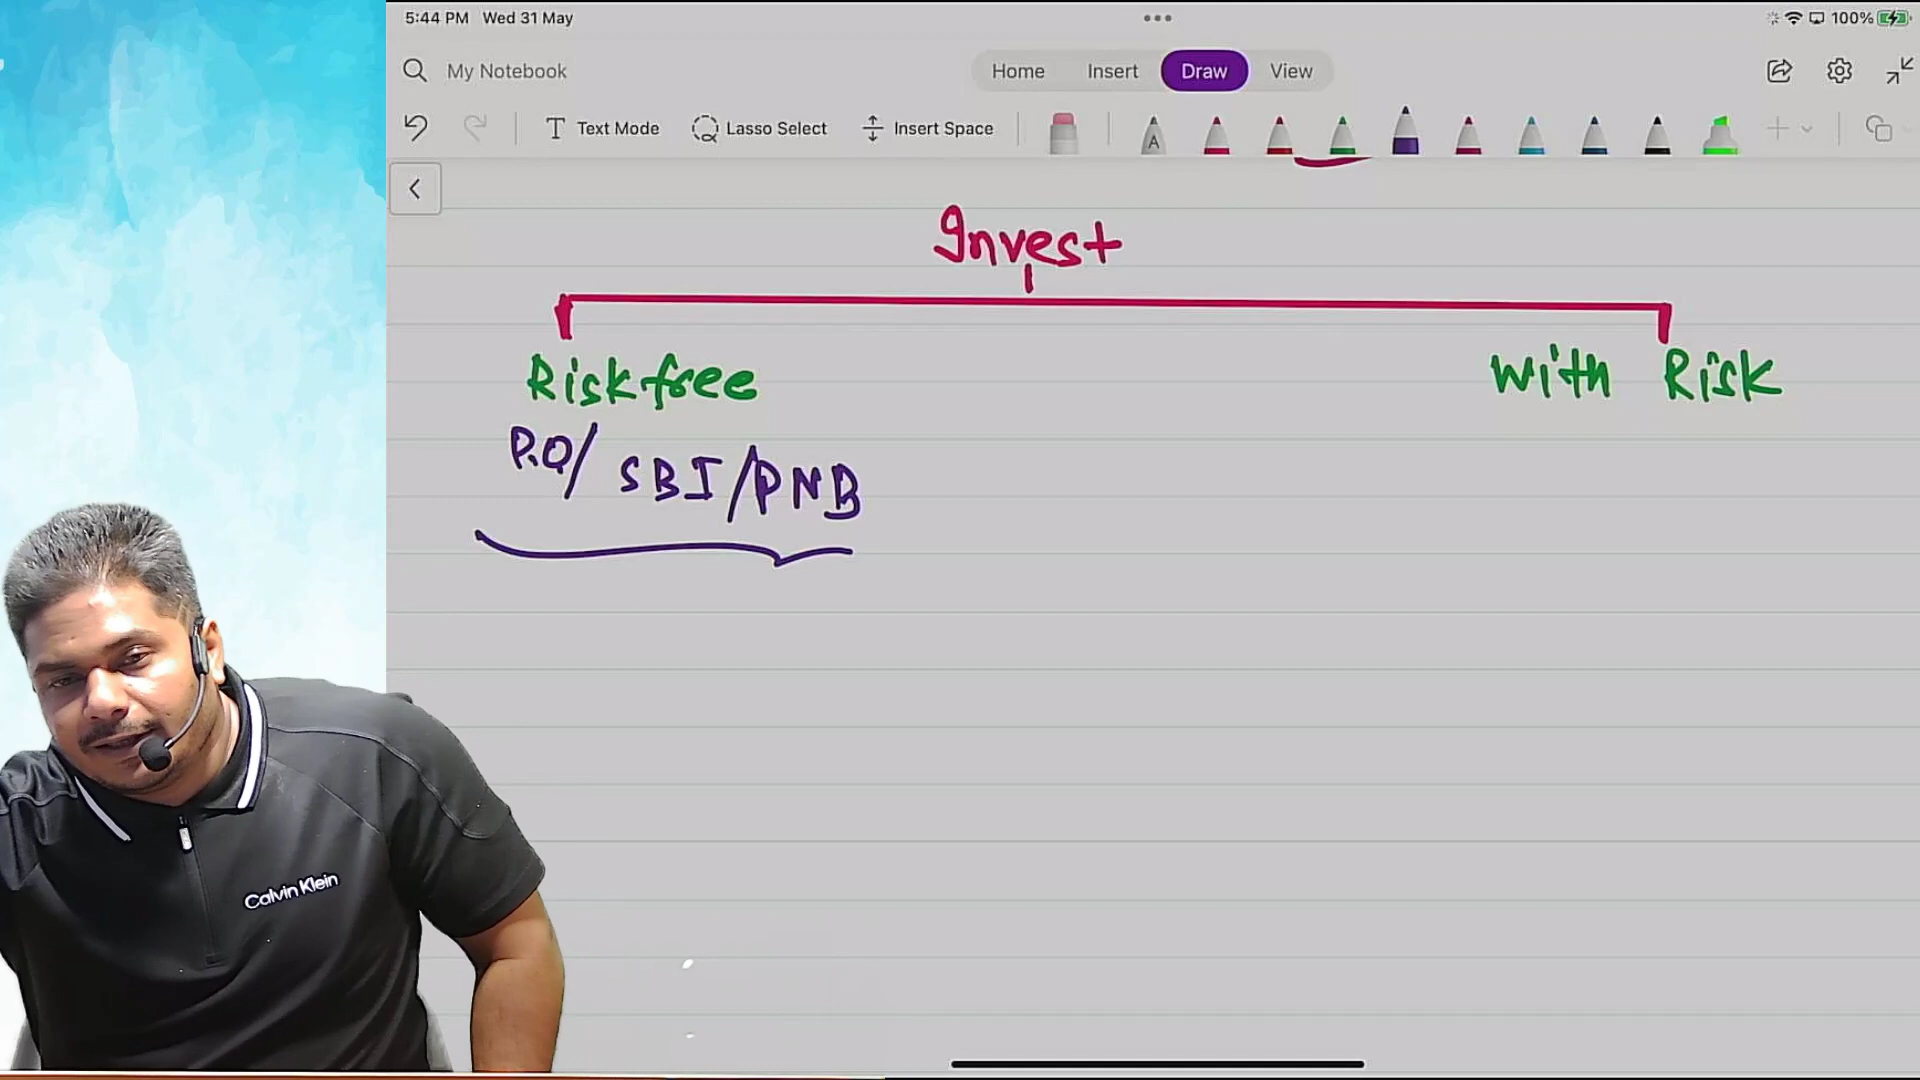 5:44 PM Wed 31 May
100%
My Notebook
Home Insert Draw View
Text Mode Lasso Select Insert Space
A
Invest
Riskfree With Risk
P.O/ SBI/PNB
Calvin Klein